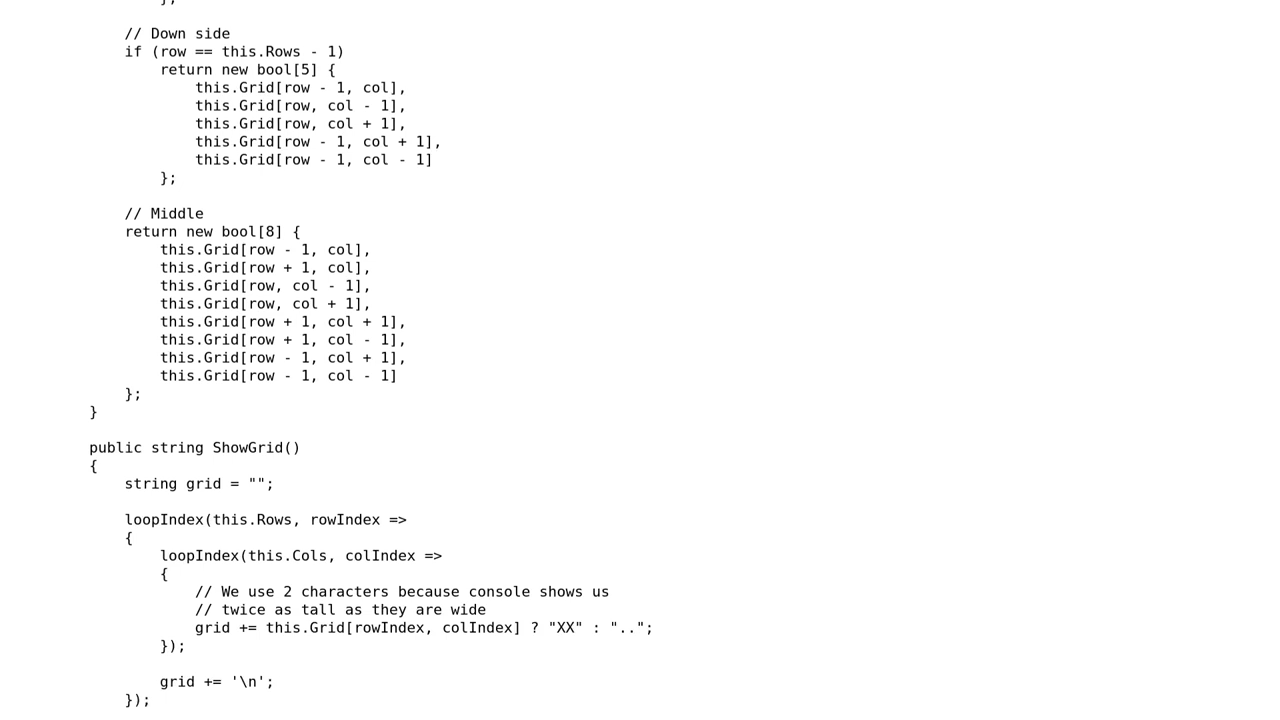 };
// Down side
if (row == this.Rows - 1)
return new bool[5] {
this.Grid[row - 1, col],
this.Grid[row, col - 1],
this.Grid[row, col + 1],
this.Grid[row - 1, col + 1],
this.Grid[row - 1, col - 1]
};
// Middle
return new bool[8] {
this.Grid[row - 1, col],
this.Grid[row + 1, col],
this.Grid[row, col - 1],
this.Grid[row, col + 1],
this.Grid[row + 1, col + 1],
this.Grid[row + 1, col - 1],
this.Grid[row - 1, col + 1],
this.Grid[row - 1, col - 1]
};
}
public string ShowGrid()
{
string grid = "";
loopIndex(this.Rows, rowIndex =>
{
loopIndex(this.Cols, colIndex =>
{
// We use 2 characters because console shows us
// twice as tall as they are wide
grid += this.Grid[rowIndex, colIndex] ? "XX" : "..";
});
grid += '\n';
});